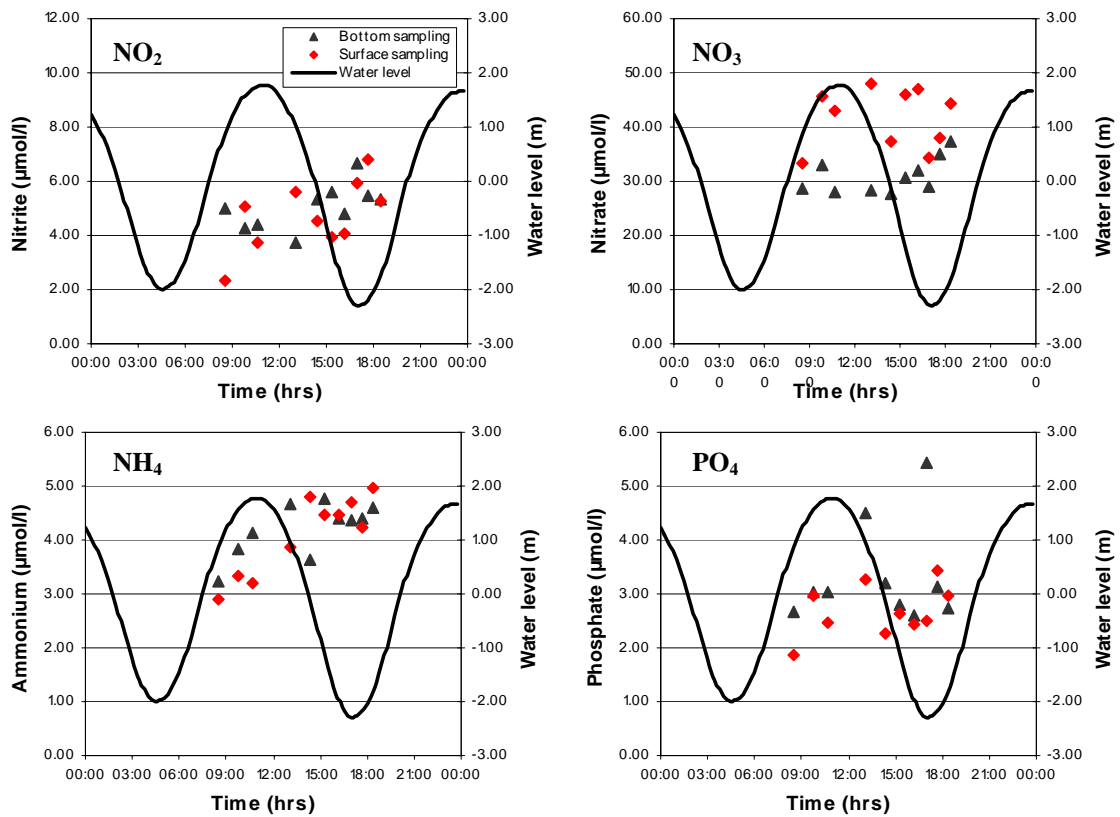 12.00
10.00
8.00
6.00
4.00
2.00
0.00
Nitrite (µmol/l)
NO2
Bottom sampling
Surface sampling
Water level
3.00
2.00
1.00
0.00
-1.00
-2.00
-3.00
Water level (m)
00:00 03:00 06:00 09:00 12:00 15:00 18:00 21:00 00:00
Time (hrs)
60.00
50.00
40.00
30.00
20.00
10.00
0.00
Nitrate (µmol/l)
NO3
3.00
2.00
1.00
0.00
-1.00
-2.00
-3.00
Water level (m)
00:0 03:00 06:0 09:0 12:00 15:00 18:00 21:00 00:0
0 0 0 0
Time (hrs)
6.00
5.00
4.00
3.00
2.00
1.00
0.00
Ammonium (µmol/l)
NH4
3.00
2.00
1.00
0.00
-1.00
-2.00
-3.00
Water level (m)
00:00 03:00 06:00 09:00 12:00 15:00 18:00 21:00 00:00
Time (hrs)
6.00
5.00
4.00
3.00
2.00
1.00
0.00
Phosphate (µmol/l)
PO4
3.00
2.00
1.00
0.00
-1.00
-2.00
-3.00
Water level (m)
00:00 03:00 06:00 09:00 12:00 15:00 18:00 21:00 00:00
Time (hrs)